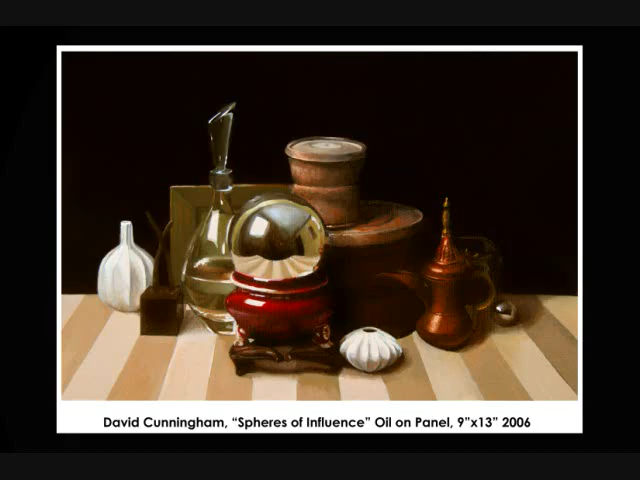 David Cunningham, “Spheres of Influence” Oil on Panel, 9”x13” 2006